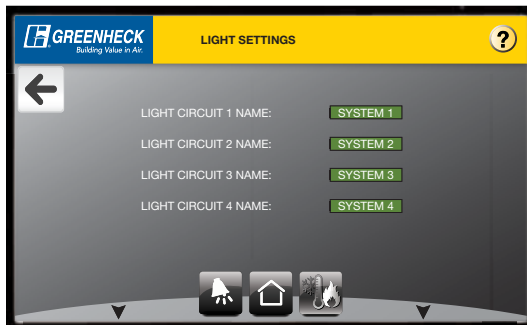 GREENHECK
Building Value in Air.
LIGHT SETTINGS
?
LIGHT CIRCUIT 1 NAME: SYSTEM 1
LIGHT CIRCUIT 2 NAME: SYSTEM 2
LIGHT CIRCUIT 3 NAME: SYSTEM 3
LIGHT CIRCUIT 4 NAME: SYSTEM 4